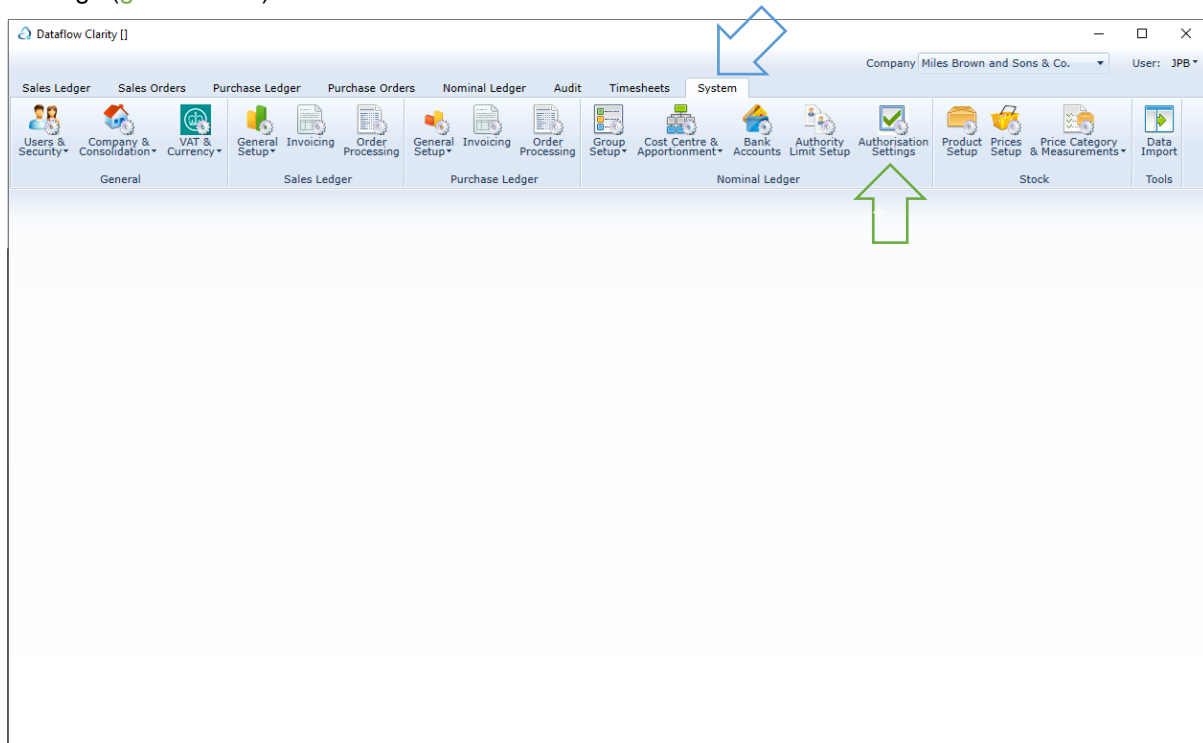 Dataflow Clarity []
Company Miles Brown and Sons & Co. User: JPB
Sales Ledger Sales Orders Purchase Ledger Purchase Orders Nominal Ledger Audit Timesheets System
Users & Security Company & Consolidation VAT & Currency General Setup Invoicing Order Processing General Setup Invoicing Order Processing Group Setup Cost Centre & Apportionment Bank Accounts Authority Limit Setup Authorisation Settings Product Setup Prices Setup Price Category & Measurements Data Import
General Sales Ledger Purchase Ledger Nominal Ledger Stock Tools